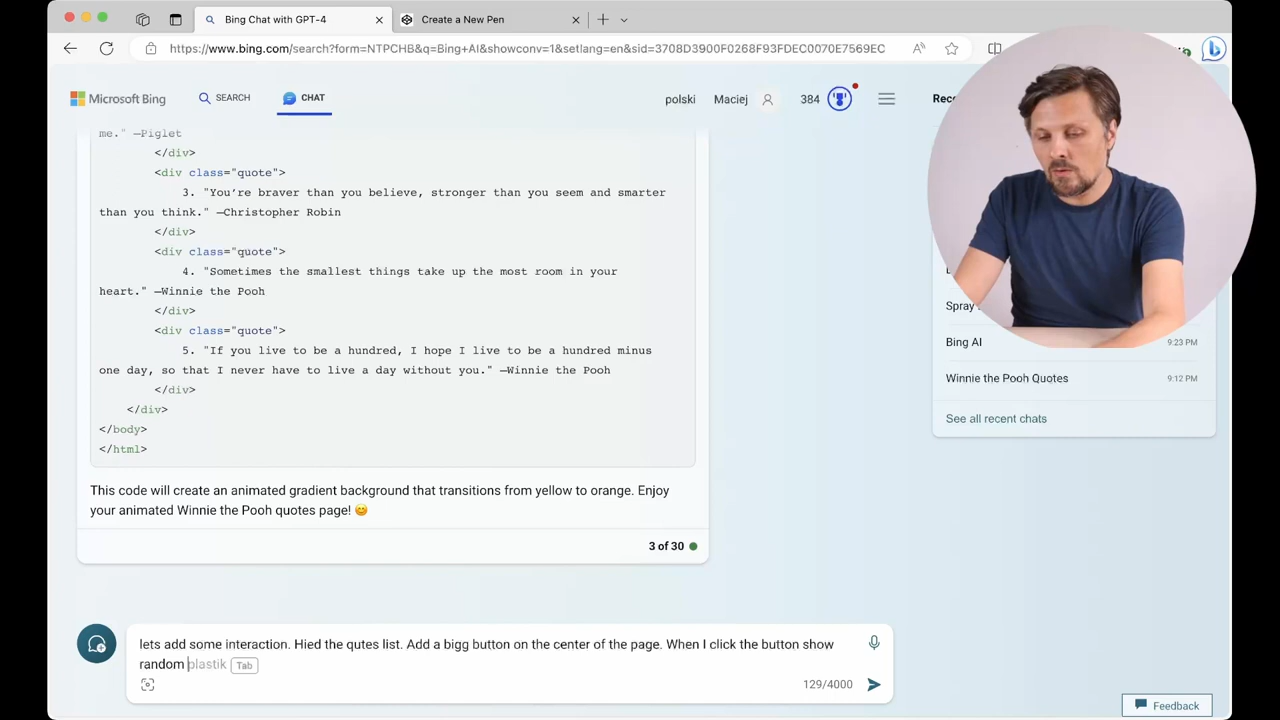 Bing Chat with GPT-4
Create a New Pen
https://www.bing.com/search?form=NTPCHB&q=Bing+AI&showconv=1&setlang=en&sid=3708D3900F0268F93FDEC0070E7569EC
Microsoft Bing
SEARCH
CHAT
polski
Maciej
384
me." —Piglet
</div>
<div class="quote">
3. "You're braver than you believe, stronger than you seem and smarter
than you think." —Christopher Robin
</div>
<div class="quote">
4. "Sometimes the smallest things take up the most room in your
heart." —Winnie the Pooh
</div>
<div class="quote">
5. "If you live to be a hundred, I hope I live to be a hundred minus
one day, so that I never have to live a day without you." —Winnie the Pooh
</div>
</div>
</body>
</html>
This code will create an animated gradient background that transitions from yellow to orange. Enjoy
your animated Winnie the Pooh quotes page! 😊
3 of 30
Spray
Bing AI 9:23 PM
Winnie the Pooh Quotes 9:12 PM
See all recent chats
lets add some interaction. Hied the qutes list. Add a bigg button on the center of the page. When I click the button show
random plastik Tab
129/4000
Feedback